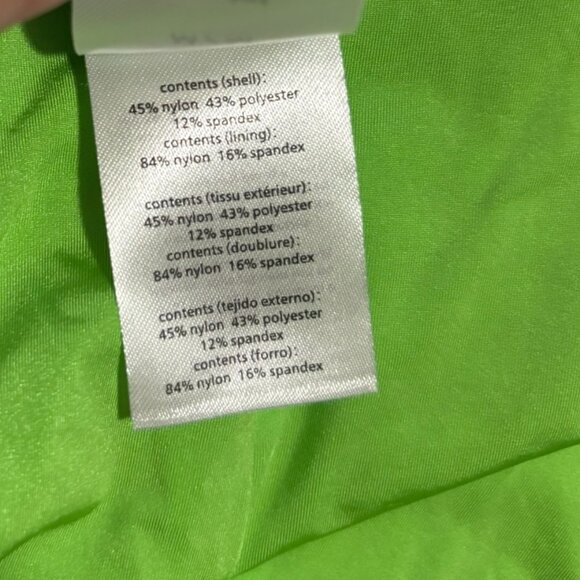 contents (shell):
45% nylon 43% polyester
12% spandex
contents (lining):
84% nylon 16% spandex
contents (tissu extérieur):
45% nylon 43% polyester
12% spandex
contents (doublure):
84% nylon 16% spandex
contents (tejido externo):
45% nylon 43% polyester
12% spandex
contents (forro):
84% nylon 16% spandex